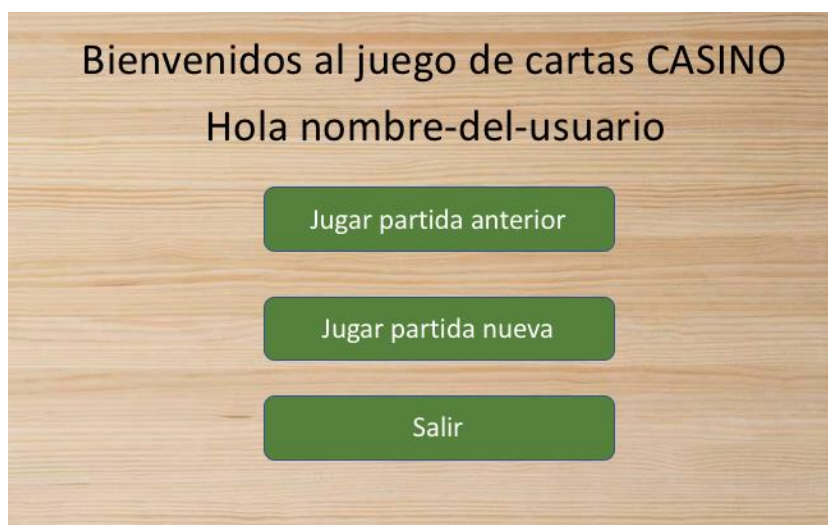 Bienvenidos al juego de cartas CASINO
Hola nombre-del-usuario
Jugar partida anterior
Jugar partida nueva
Salir